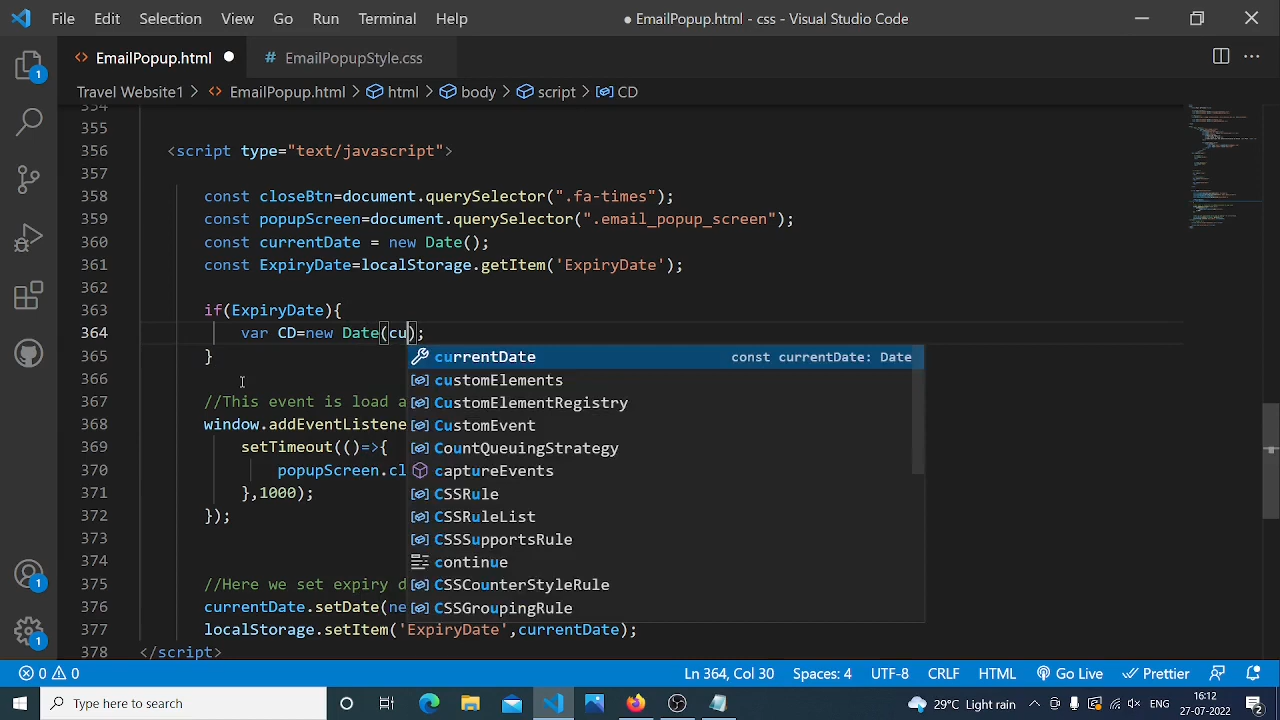 File Edit Selection View Go Run Terminal Help ● EmailPopup.html - css - Visual Studio Code
EmailPopup.html EmailPopupStyle.css
Travel Website1 > EmailPopup.html > html > body > script > CD
354
355
356 <script type="text/javascript">
357
358 const closeBtn=document.querySelector(".fa-times");
359 const popupScreen=document.querySelector(".email_popup_screen");
360 const currentDate = new Date();
361 const ExpiryDate=localStorage.getItem('ExpiryDate');
362
363 if(ExpiryDate){
364 var CD=new Date(cu);
365 }
currentDate const currentDate: Date
366
customElements
367 //This event is load a
CustomElementRegistry
368 window.addEventListene
CustomEvent
369 setTimeout(()=>{
CountQueuingStrategy
370 popupScreen.cl
captureEvents
371 },1000);
CSSRule
372 });
CSSRuleList
373
CSSSupportsRule
374
continue
375 //Here we set expiry d
CSSCounterStyleRule
376 currentDate.setDate(ne
CSSGroupingRule
377 localStorage.setItem('ExpiryDate',currentDate);
378 </script>
0 0 Ln 364, Col 30 Spaces: 4 UTF-8 CRLF HTML Go Live Prettier
Type here to search 29°C Light rain ENG 16:12 27-07-2022 2